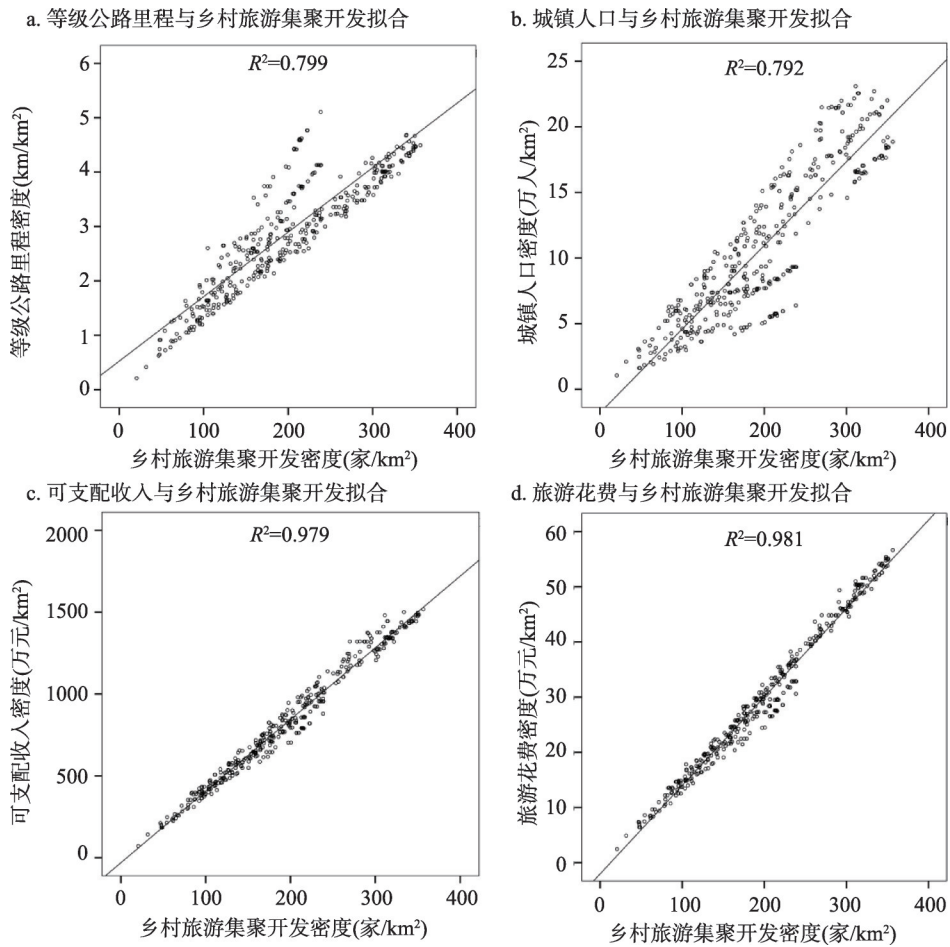 a. 等级公路里程与乡村旅游集聚开发拟合
R²=0.799
等级公路里程密度(km/km²)
6
5
4
3
2
1
0
0 100 200 300 400
乡村旅游集聚开发密度(家/km²)
b. 城镇人口与乡村旅游集聚开发拟合
R²=0.792
城镇人口密度(万人/km²)
25
20
15
10
5
0
0 100 200 300 400
乡村旅游集聚开发密度(家/km²)
c. 可支配收入与乡村旅游集聚开发拟合
R²=0.979
可支配收入密度(万元/km²)
2000
1500
1000
500
0
0 100 200 300 400
乡村旅游集聚开发密度(家/km²)
d. 旅游花费与乡村旅游集聚开发拟合
R²=0.981
旅游花费密度(万元/km²)
60
50
40
30
20
10
0
0 100 200 300 400
乡村旅游集聚开发密度(家/km²)